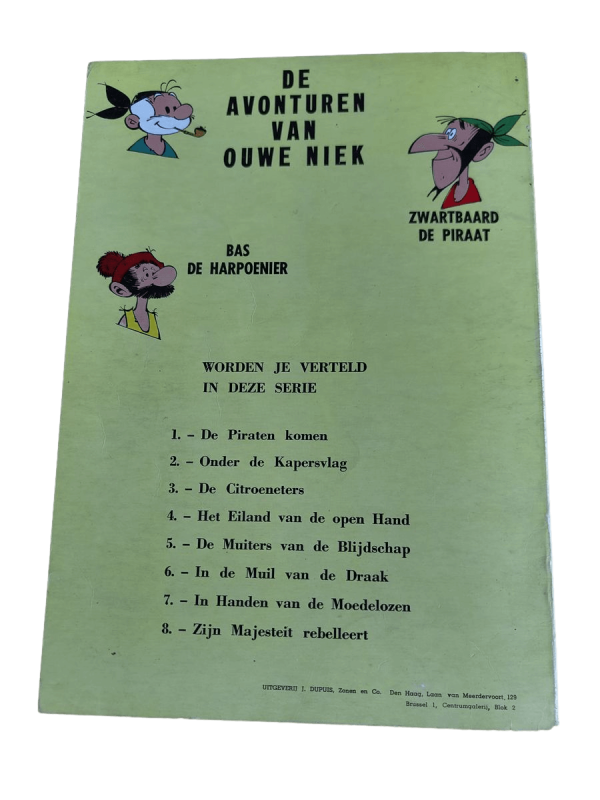 DE
AVONTUREN
VAN
OUWE NIEK
ZWARTBAARD
DE PIRAAT
BAS
DE HARPOENIER
WORDEN JE VERTELD
IN DEZE SERIE
1. – De Piraten komen
2. – Onder de Kapersvlag
3. – De Citroeneters
4. – Het Eiland van de open Hand
5. – De Muiters van de Blijdschap
6. – In de Muil van de Draak
7. – In Handen van de Moedelozen
8. – Zijn Majesteit rebelleert
UITGEVERIJ J. DUPUIS, Zonen en Co. Den Haag, Laan van Meerdervoort, 129
Brussel 1, Centrumgalerij, Blok 2